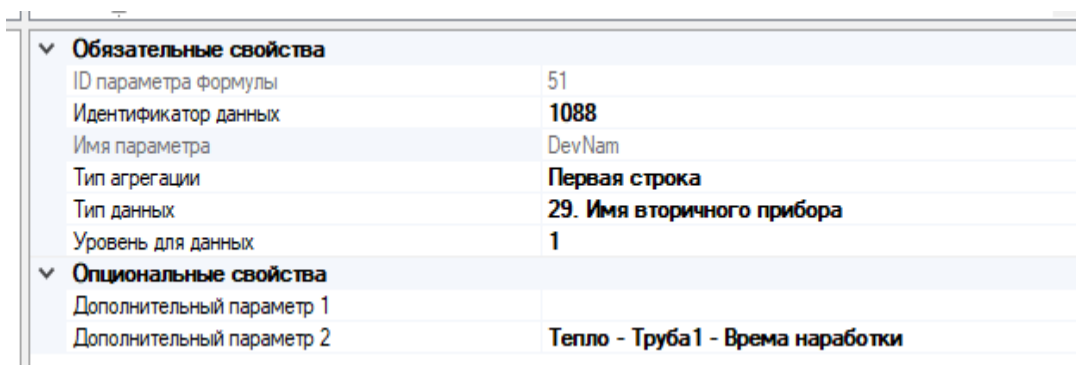 Обязательные свойства
ID параметра формулы 51
Идентификатор данных 1088
Имя параметра DevNam
Тип агрегации Первая строка
Тип данных 29. Имя вторичного прибора
Уровень для данных 1
Опциональные свойства
Дополнительный параметр 1
Дополнительный параметр 2 Тепло - Труба1 - Врема наработки